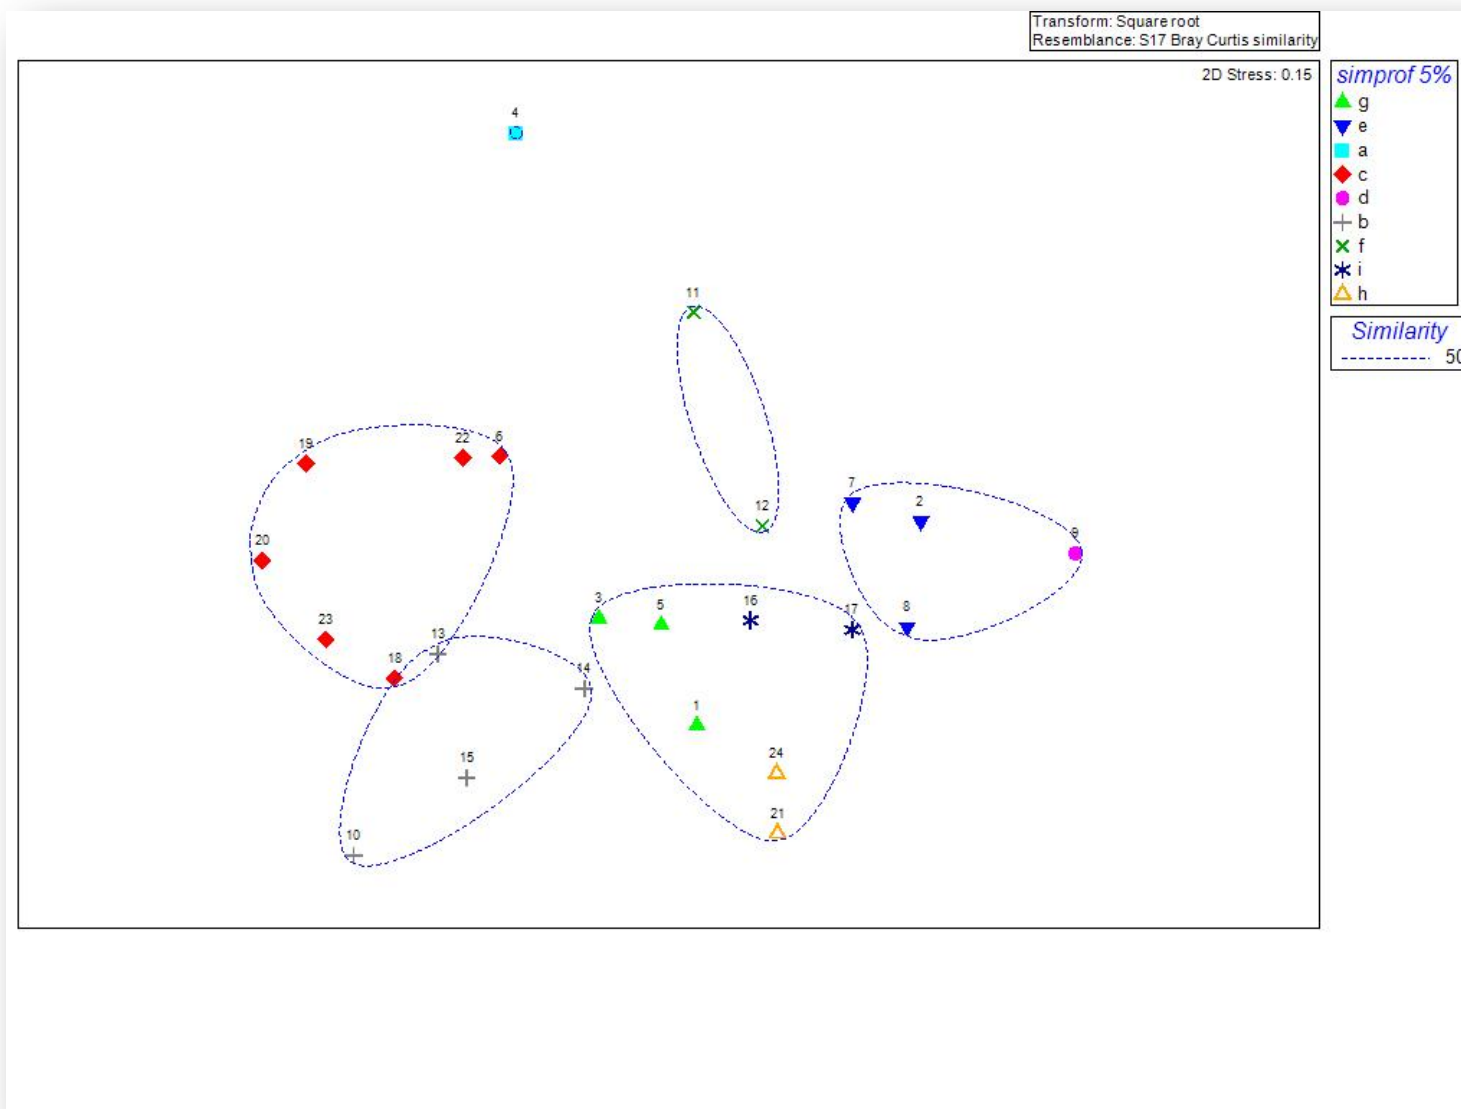 Transform: Square root
Resemblance: S17 Bray Curtis similarity
2D Stress: 0.15
simprof 5%
g
e
a
c
d
b
f
i
h
Similarity
50
4
11
19
22
6
7
2
12
9
20
3
5
16
17
8
23
13
18
14
1
15
24
21
10